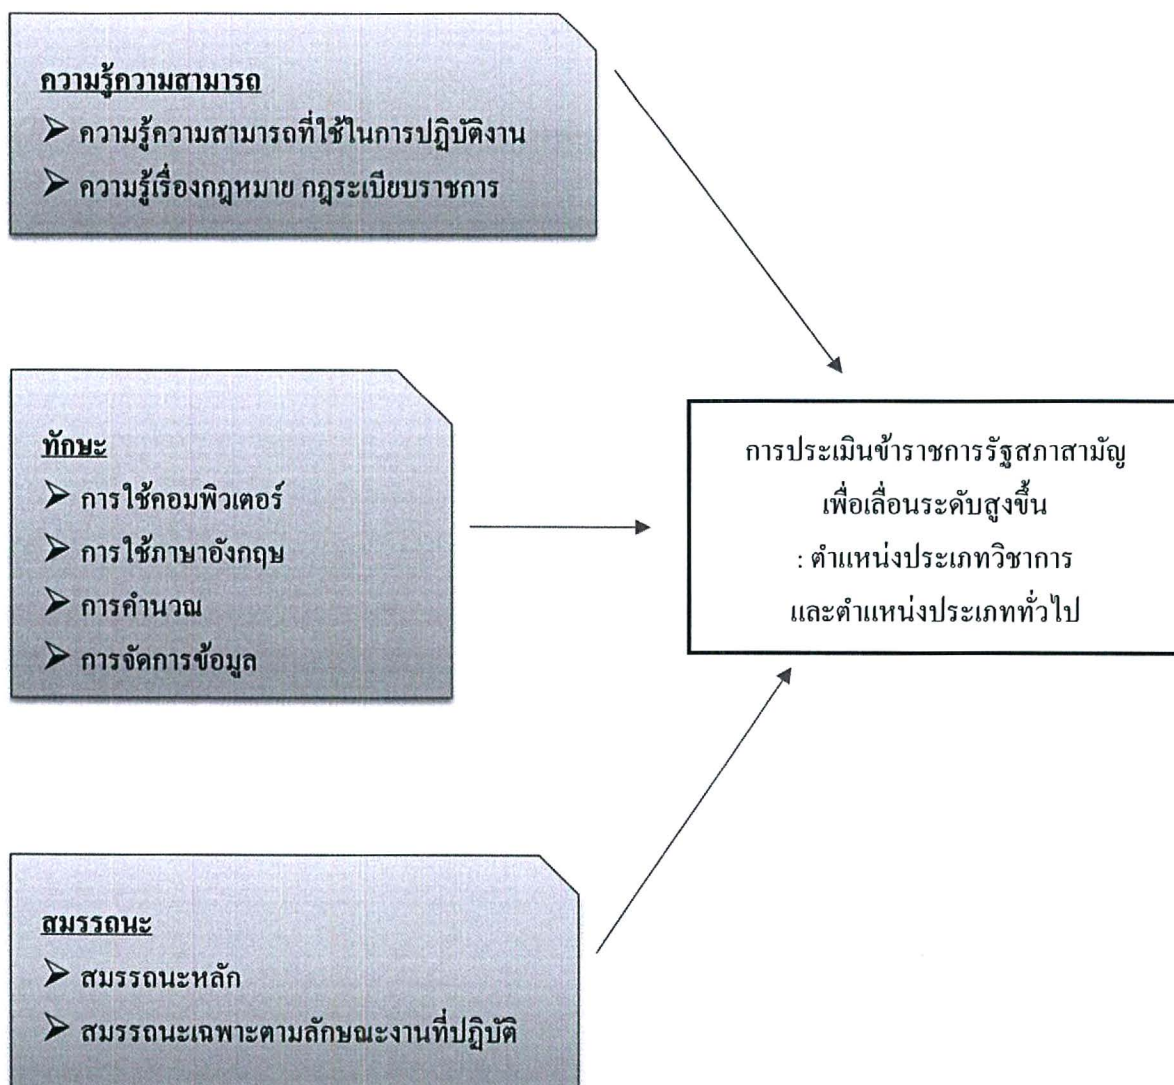 ความรู้ความสามารถ
➢ ความรู้ความสามารถที่ใช้ในการปฏิบัติงาน
➢ ความรู้เรื่องกฎหมาย กฎระเบียบราชการ
ทักษะ
➢ การใช้คอมพิวเตอร์
➢ การใช้ภาษาอังกฤษ
➢ การคำนวณ
➢ การจัดการข้อมูล
การประเมินข้าราชการรัฐสภาสามัญ
เพื่อเลื่อนระดับสูงขึ้น
: ตำแหน่งประเภทวิชาการ
และตำแหน่งประเภททั่วไป
สมรรถนะ
➢ สมรรถนะหลัก
➢ สมรรถนะเฉพาะตามลักษณะงานที่ปฏิบัติ